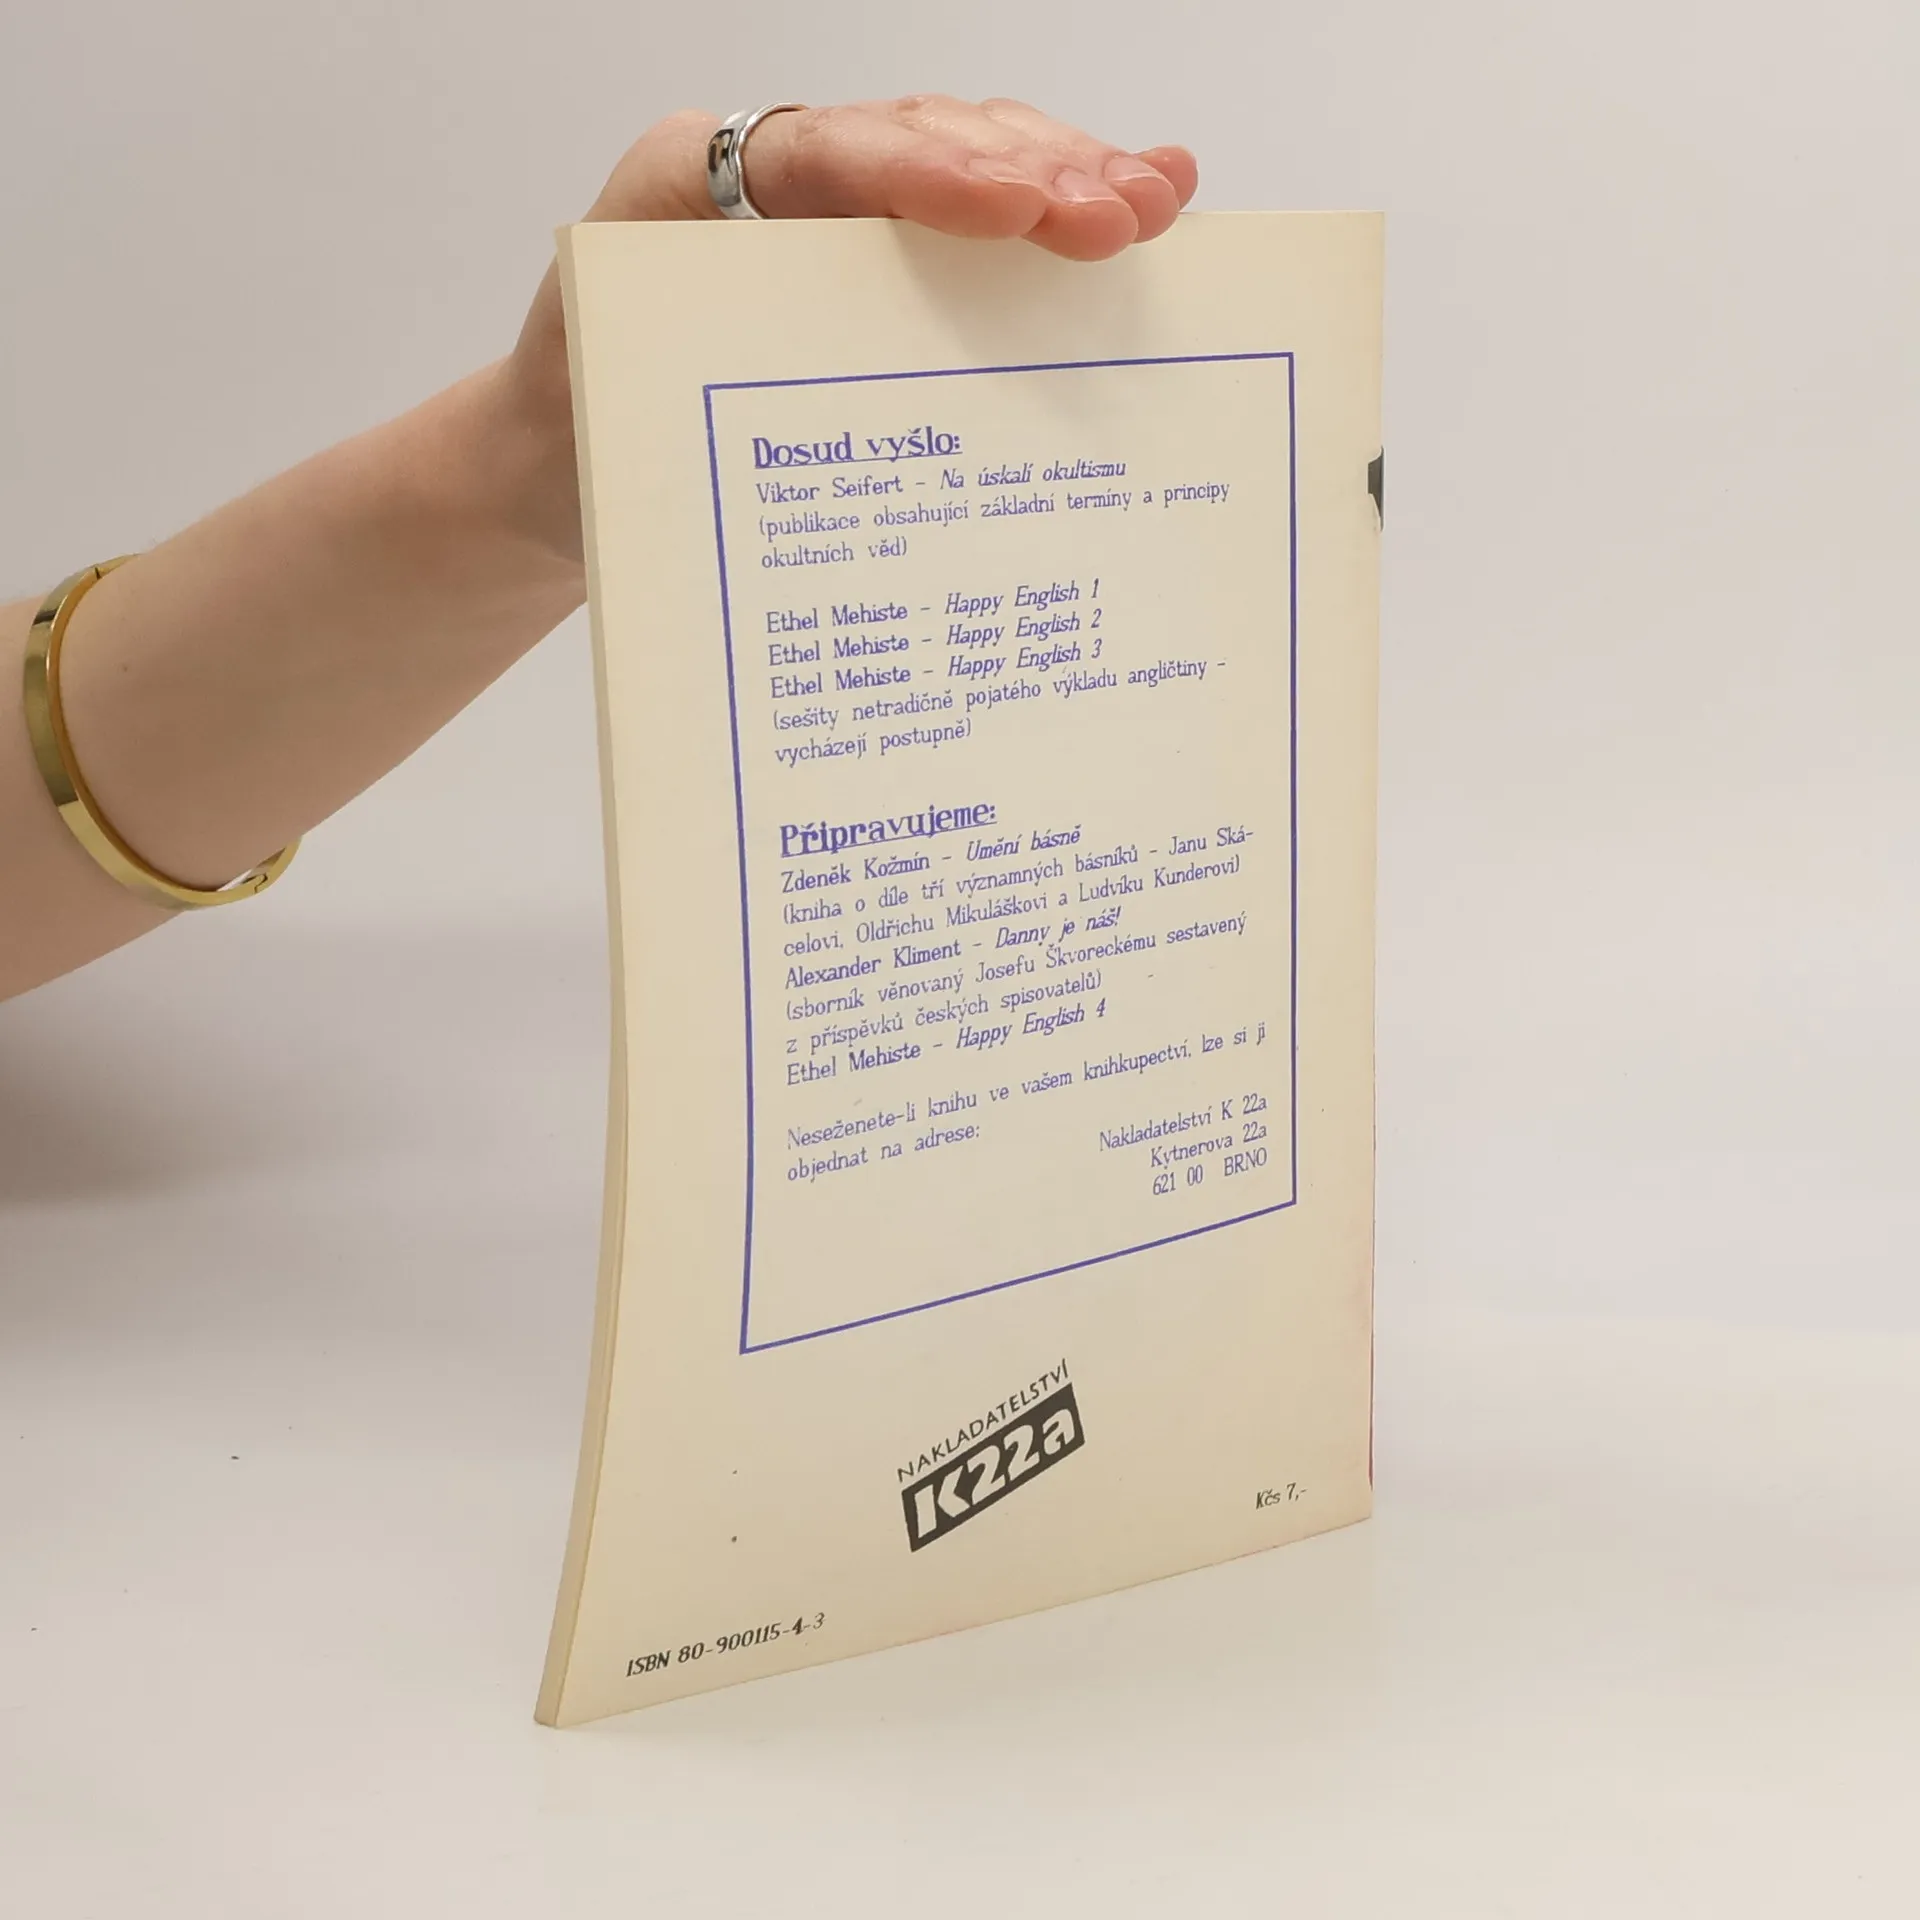 Dosud vyšlo:
Viktor Seifert – Na úskalí okultismu
(publikace obsahující základní termíny a principy
okultních věd)
Ethel Mehiste – Happy English 1
Ethel Mehiste – Happy English 2
Ethel Mehiste – Happy English 3
(sešity netradičně pojatého výkladu angličtiny –
vycházejí postupně)
Připravujeme:
Zdeněk Kožmín – Umění básně
(kniha o díle tří významných básníků – Janu Ská-
celovi, Oldřichu Mikuláškovi a Ludvíku Kunderovi)
Alexander Kliment – Danny je náš!
(sborník věnovaný Josefu Škvoreckému sestavený
z příspěvků českých spisovatelů)
Ethel Mehiste – Happy English 4
Neseženete-li knihu ve vašem knihkupectví, lze si ji
objednat na adrese:
Nakladatelství K 22a
Kytnerova 22a
621 00 BRNO
NAKLADATELSTVÍ
K22a
Kčs 7,-
ISBN 80-900115-4-3